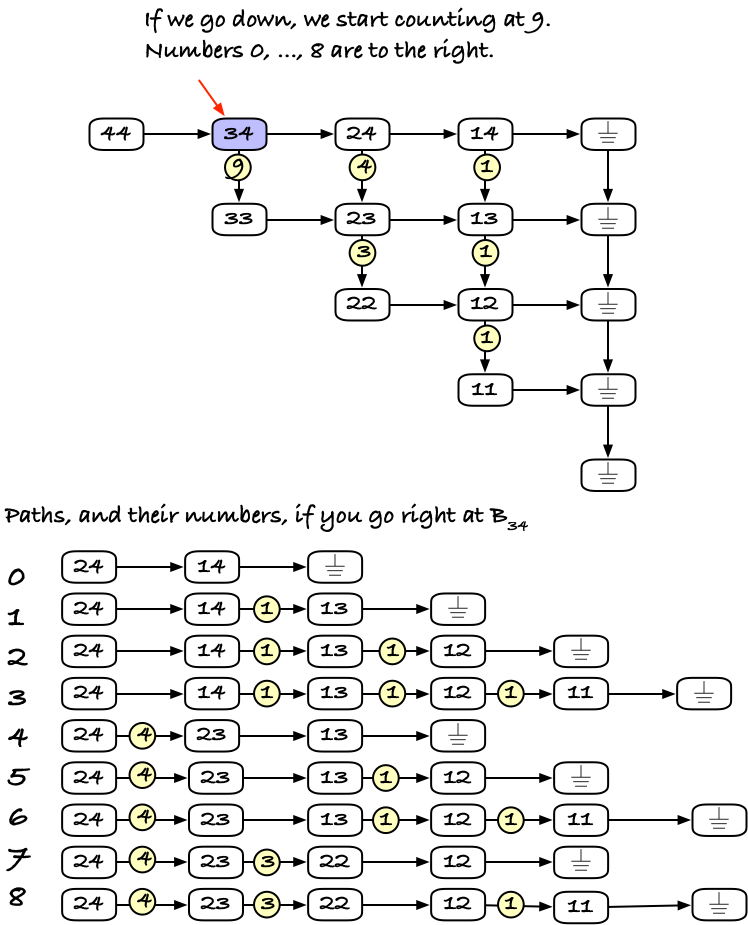 If we go down, we start counting at 9.
Numbers 0, ..., 8 are to the right.
44 34 24 14
9 4 1
33 23 13
3 1
22 12
1
11
Paths, and their numbers, if you go right at B34
0 24 14
1 24 14 1 13
2 24 14 1 13 1 12
3 24 14 1 13 1 12 1 11
4 24 4 23 13
5 24 4 23 13 1 12
6 24 4 23 13 1 12 1 11
7 24 4 23 3 22 12
8 24 4 23 3 22 12 1 11